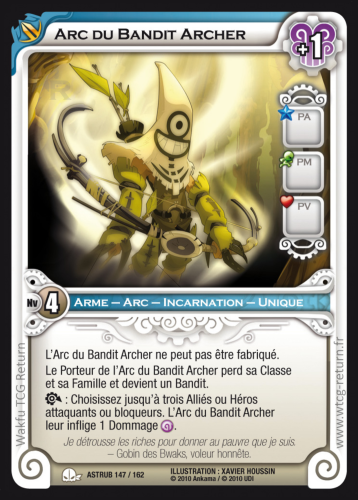 Arc du Bandit Archer
+1
PA
PM
PV
Nv 4
Arme – Arc – Incarnation – Unique
L'Arc du Bandit Archer ne peut pas être fabriqué.
Le Porteur de l'Arc du Bandit Archer perd sa Classe
et sa Famille et devient un Bandit.
: Choisissez jusqu'à trois Alliés ou Héros
attaquants ou bloqueurs. L'Arc du Bandit Archer
leur inflige 1 Dommage .
Je détrousse les riches pour donner au pauvre que je suis
– Gobin des Bwaks, voleur honnête.
ASTRUB 147 / 162
ILLUSTRATION : XAVIER HOUSSIN
© 2010 Ankama / © 2010 UDI
Wakfu TCG Return
www.wtcg-return.fr